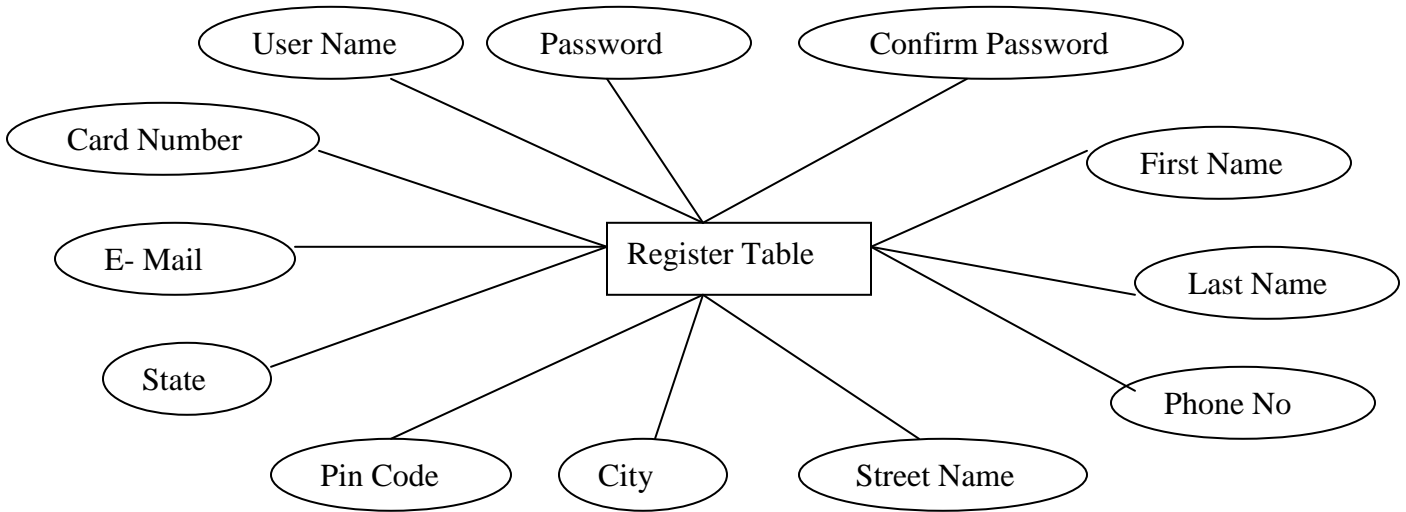 User Name
Password
Confirm Password
Card Number
First Name
Register Table
E- Mail
Last Name
State
Phone No
Pin Code
City
Street Name